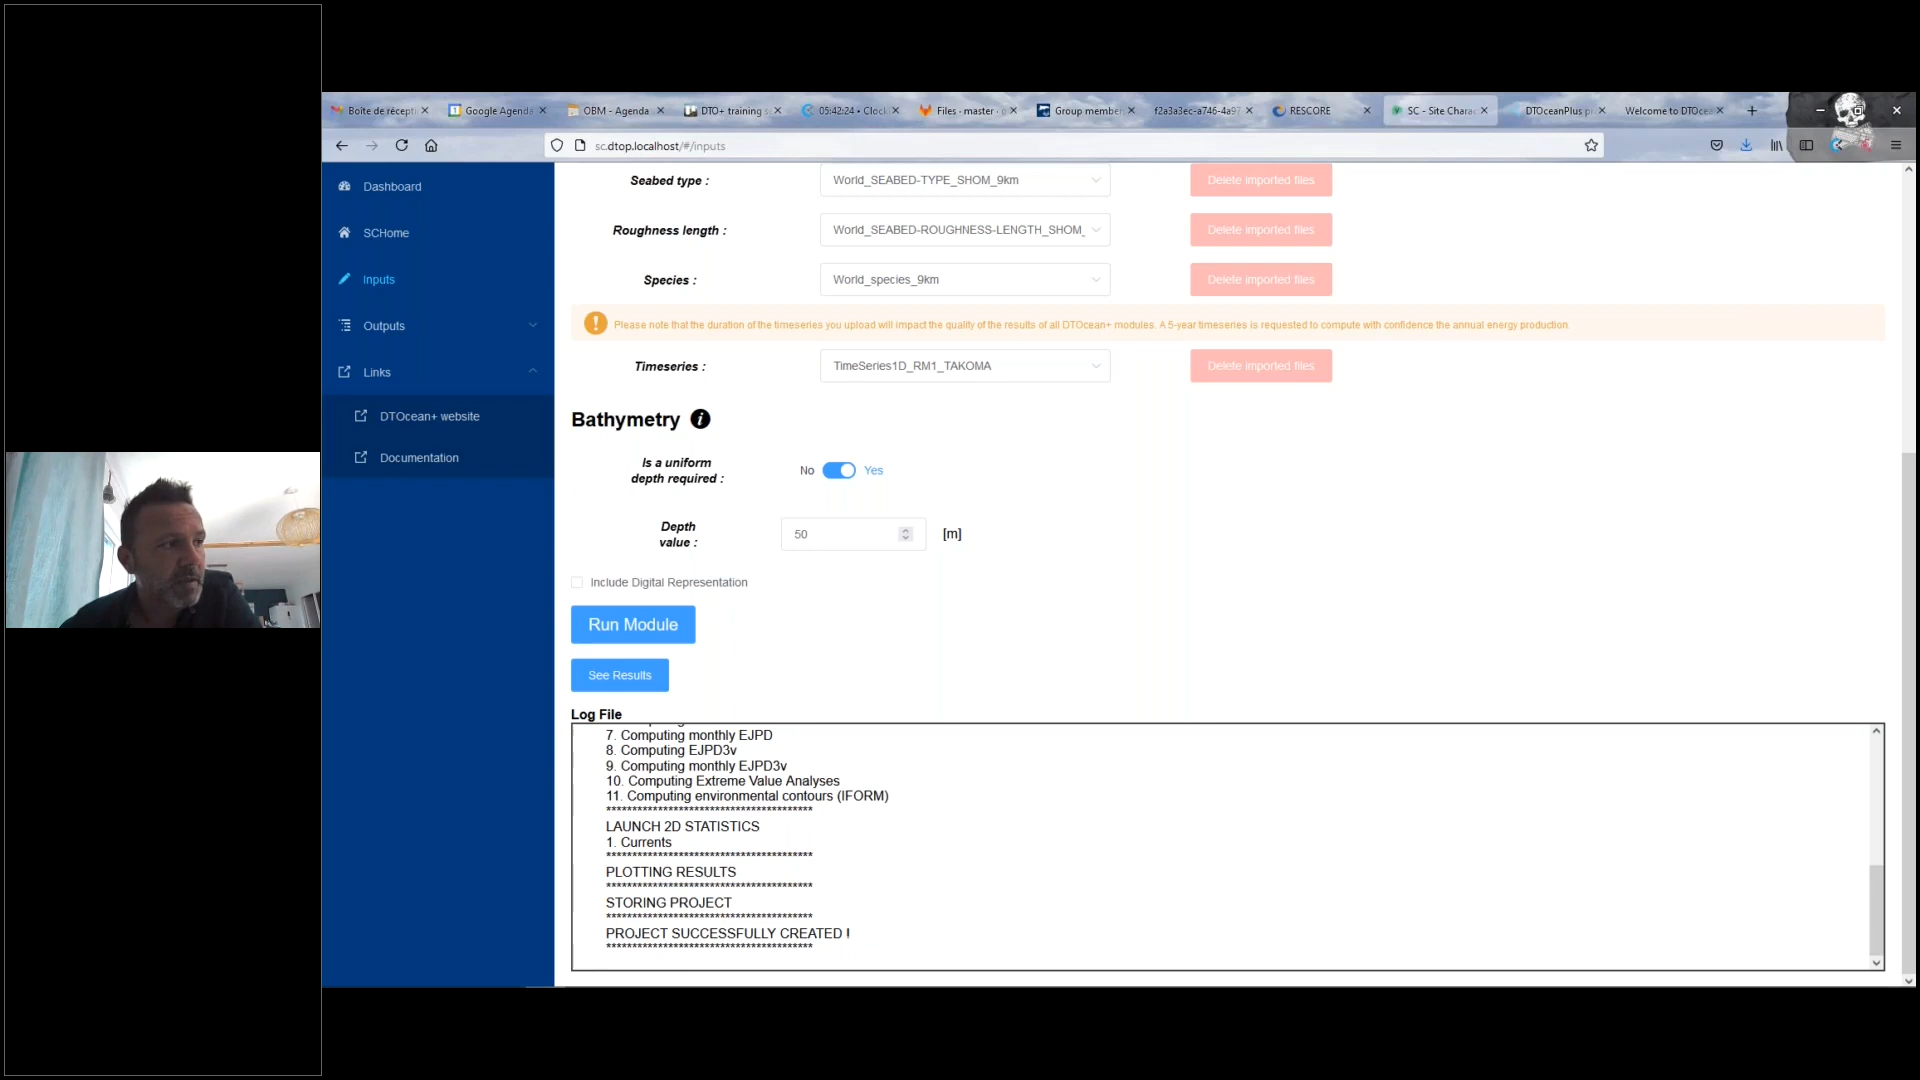 Boîte de récepti
Google Agenda
OBM - Agenda
DTO+ training s
05:42:24 • Clock
Files · master · o
Group member
f2a3a3ec-a746-4a97
RESCORE
SC - Site Charac
DTOceanPlus pr
Welcome to DTOcea
sc.dtop.localhost/#/inputs
Dashboard
SCHome
Inputs
Outputs
Links
DTOcean+ website
Documentation
Seabed type :
World_SEABED-TYPE_SHOM_9km
Delete imported files
Roughness length :
World_SEABED-ROUGHNESS-LENGTH_SHOM_
Delete imported files
Species :
World_species_9km
Delete imported files
Please note that the duration of the timeseries you upload will impact the quality of the results of all DTOcean+ modules. A 5-year timeseries is requested to compute with confidence the annual energy production
Timeseries :
TimeSeries1D_RM1_TAKOMA
Delete imported files
Bathymetry
Is a uniform
depth required :
No
Yes
Depth
value :
50
[m]
Include Digital Representation
Run Module
See Results
Log File
7. Computing monthly EJPD
8. Computing EJPD3v
9. Computing monthly EJPD3v
10. Computing Extreme Value Analyses
11. Computing environmental contours (IFORM)
****************************************
LAUNCH 2D STATISTICS
1. Currents
****************************************
PLOTTING RESULTS
****************************************
STORING PROJECT
****************************************
PROJECT SUCCESSFULLY CREATED !
****************************************